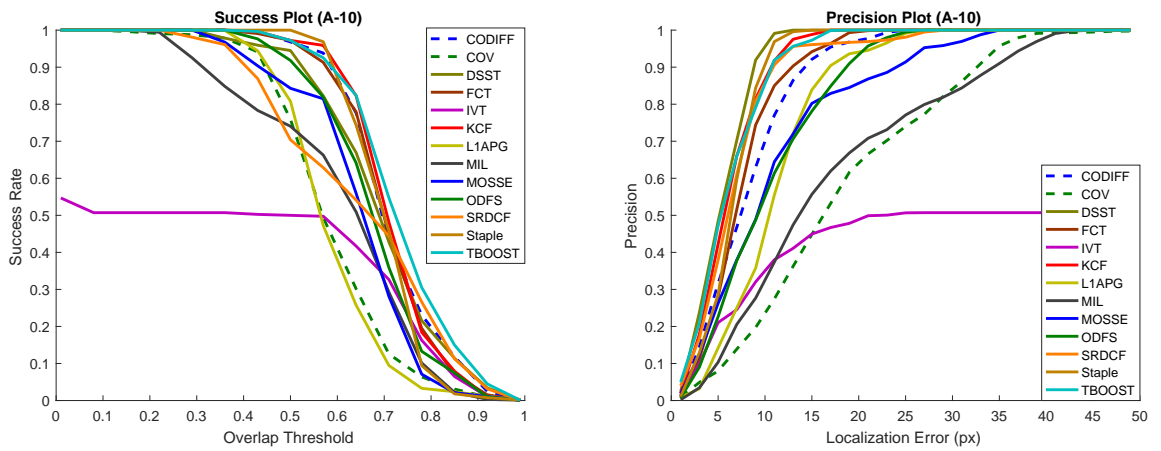 Success Plot (A-10)
Success Rate
1
0.9
0.8
0.7
0.6
0.5
0.4
0.3
0.2
0.1
0
0 0.1 0.2 0.3 0.4 0.5 0.6 0.7 0.8 0.9 1
Overlap Threshold
CODIFF
COV
DSST
FCT
IVT
KCF
L1APG
MIL
MOSSE
ODFS
SRDCF
Staple
TBOOST
Precision Plot (A-10)
Precision
1
0.9
0.8
0.7
0.6
0.5
0.4
0.3
0.2
0.1
0
0 5 10 15 20 25 30 35 40 45 50
Localization Error (px)
CODIFF
COV
DSST
FCT
IVT
KCF
L1APG
MIL
MOSSE
ODFS
SRDCF
Staple
TBOOST